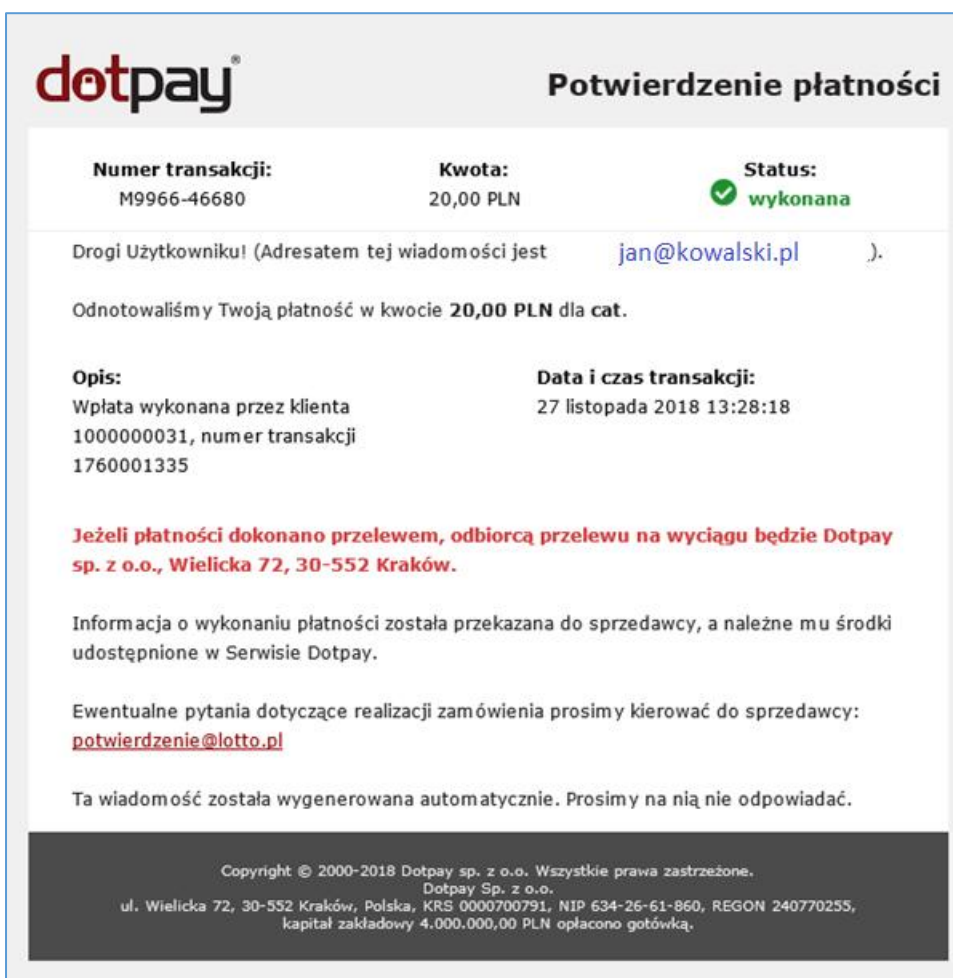 dotpay®
Potwierdzenie płatności
Numer transakcji:
M9966-46680
Kwota:
20,00 PLN
Status:
wykonana
Drogi Użytkowniku! (Adresatem tej wiadomości jest jan@kowalski.pl ).
Odnotowaliśmy Twoją płatność w kwocie 20,00 PLN dla cat.
Opis:
Wpłata wykonana przez klienta
1000000031, numer transakcji
1760001335
Data i czas transakcji:
27 listopada 2018 13:28:18
Jeżeli płatności dokonano przelewem, odbiorcą przelewu na wyciągu będzie Dotpay
sp. z o.o., Wielicka 72, 30-552 Kraków.
Informacja o wykonaniu płatności została przekazana do sprzedawcy, a należne mu środki
udostępnione w Serwisie Dotpay.
Ewentualne pytania dotyczące realizacji zamówienia prosimy kierować do sprzedawcy:
potwierdzenie@lotto.pl
Ta wiadomość została wygenerowana automatycznie. Prosimy na nią nie odpowiadać.
Copyright © 2000-2018 Dotpay sp. z o.o. Wszystkie prawa zastrzeżone.
Dotpay Sp. z o.o.
ul. Wielicka 72, 30-552 Kraków, Polska, KRS 0000700791, NIP 634-26-61-860, REGON 240770255,
kapitał zakładowy 4.000.000,00 PLN opłacono gotówką.